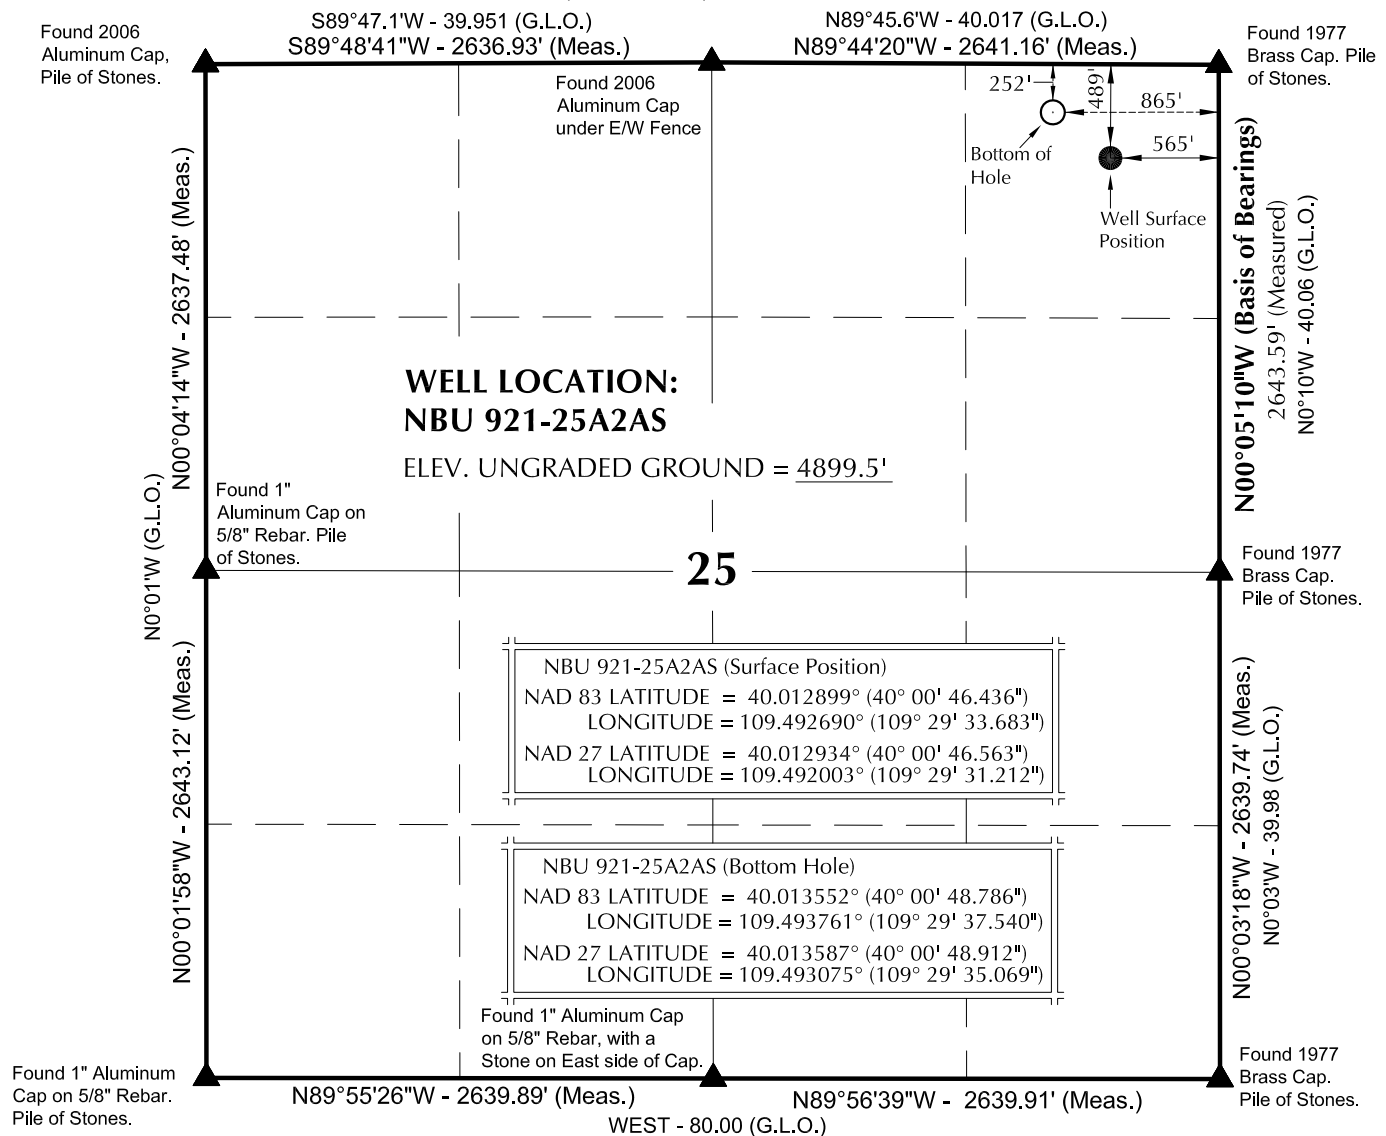 S89°47.1'W - 39.951 (G.L.O.)
S89°48'41"W - 2636.93' (Meas.)
N89°45.6'W - 40.017 (G.L.O.)
N89°44'20"W - 2641.16' (Meas.)
Found 2006
Aluminum Cap,
Pile of Stones.
Found 2006
Aluminum Cap
under E/W Fence
Found 1977
Brass Cap. Pile
of Stones.
252'
489'
865'
565'
Bottom of
Hole
Well Surface
Position
N00°04'14"W - 2637.48' (Meas.)
N00°05'10"W (Basis of Bearings)
2643.59' (Measured)
N0°10'W - 40.06 (G.L.O.)
WELL LOCATION:
NBU 921-25A2AS
ELEV. UNGRADED GROUND = 4899.5'
Found 1"
Aluminum Cap on
5/8" Rebar. Pile
of Stones.
N0°01'W (G.L.O.)
25
Found 1977
Brass Cap.
Pile of Stones.
N00°01'58"W - 2643.12' (Meas.)
NBU 921-25A2AS (Surface Position)
NAD 83 LATITUDE = 40.012899° (40° 00' 46.436")
LONGITUDE = 109.492690° (109° 29' 33.683")
NAD 27 LATITUDE = 40.012934° (40° 00' 46.563")
LONGITUDE = 109.492003° (109° 29' 31.212")
NBU 921-25A2AS (Bottom Hole)
NAD 83 LATITUDE = 40.013552° (40° 00' 48.786")
LONGITUDE = 109.493761° (109° 29' 37.540")
NAD 27 LATITUDE = 40.013587° (40° 00' 48.912")
LONGITUDE = 109.493075° (109° 29' 35.069")
N00°03'18"W - 2639.74' (Meas.)
N0°03'W - 39.98 (G.L.O.)
Found 1" Aluminum Cap
on 5/8" Rebar, with a
Stone on East side of Cap.
Found 1" Aluminum
Cap on 5/8" Rebar.
Pile of Stones.
Found 1977
Brass Cap.
Pile of Stones.
N89°55'26"W - 2639.89' (Meas.)
N89°56'39"W - 2639.91' (Meas.)
WEST - 80.00 (G.L.O.)